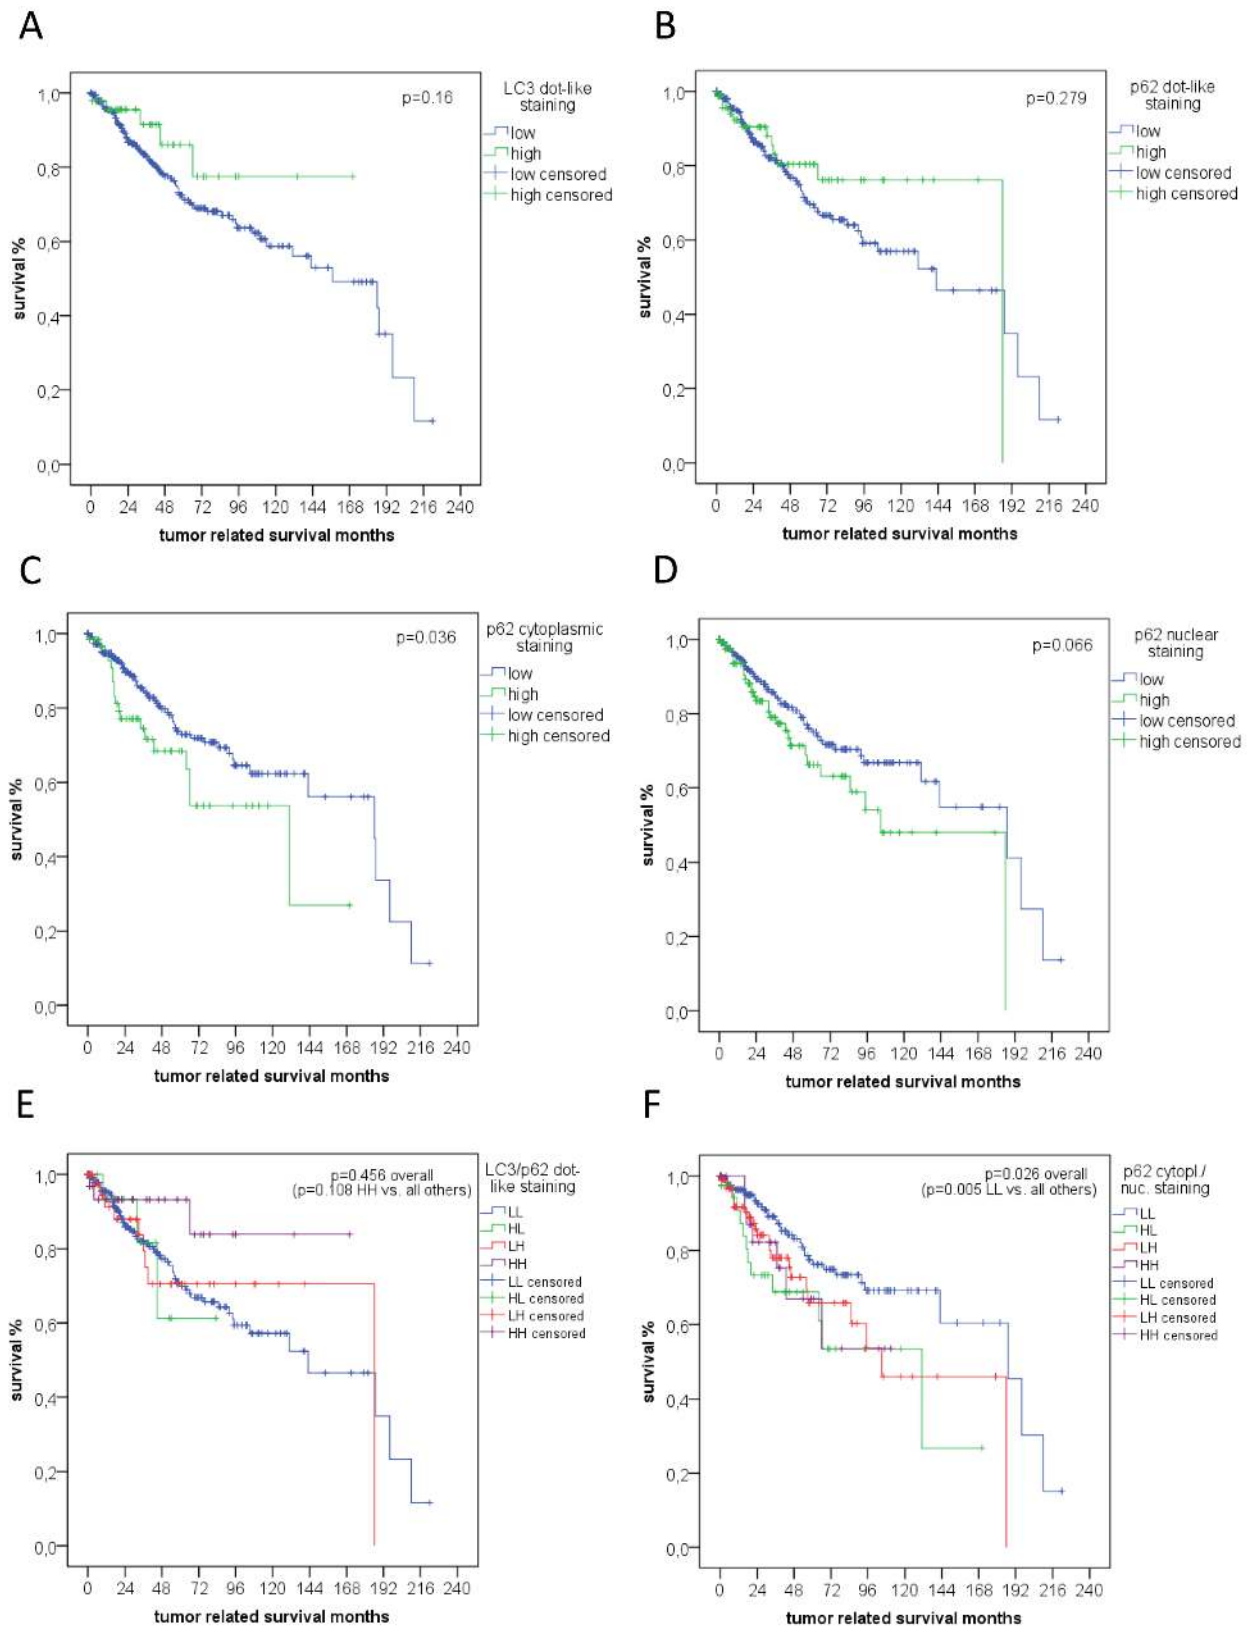 A
p=0.16
LC3 dot-like
staining
low
high
low censored
high censored
survival %
1,0
0,8
0,6
0,4
0,2
0,0
0 24 48 72 96 120 144 168 192 216 240
tumor related survival months
B
p=0.279
p62 dot-like
staining
low
high
low censored
high censored
survival %
1,0
0,8
0,6
0,4
0,2
0,0
0 24 48 72 96 120 144 168 192 216 240
tumor related survival months
C
p=0.036
p62 cytoplasmic
staining
low
high
low censored
high censored
survival %
1,0
0,8
0,6
0,4
0,2
0,0
0 24 48 72 96 120 144 168 192 216 240
tumor related survival months
D
p=0.066
p62 nuclear
staining
low
high
low censored
high censored
survival %
1,0
0,8
0,6
0,4
0,2
0,0
0 24 48 72 96 120 144 168 192 216 240
tumor related survival months
E
p=0.456 overall
(p=0.108 HH vs. all others)
LC3/p62 dot-
like staining
LL
HL
LH
HH
LL censored
HL censored
LH censored
HH censored
survival %
1,0
0,8
0,6
0,4
0,2
0,0
0 24 48 72 96 120 144 168 192 216 240
tumor related survival months
F
p=0.026 overall
(p=0.005 LL vs. all others)
p62 cytopl./
nuc. staining
LL
HL
LH
HH
LL censored
HL censored
LH censored
HH censored
survival %
1,0
0,8
0,6
0,4
0,2
0,0
0 24 48 72 96 120 144 168 192 216 240
tumor related survival months